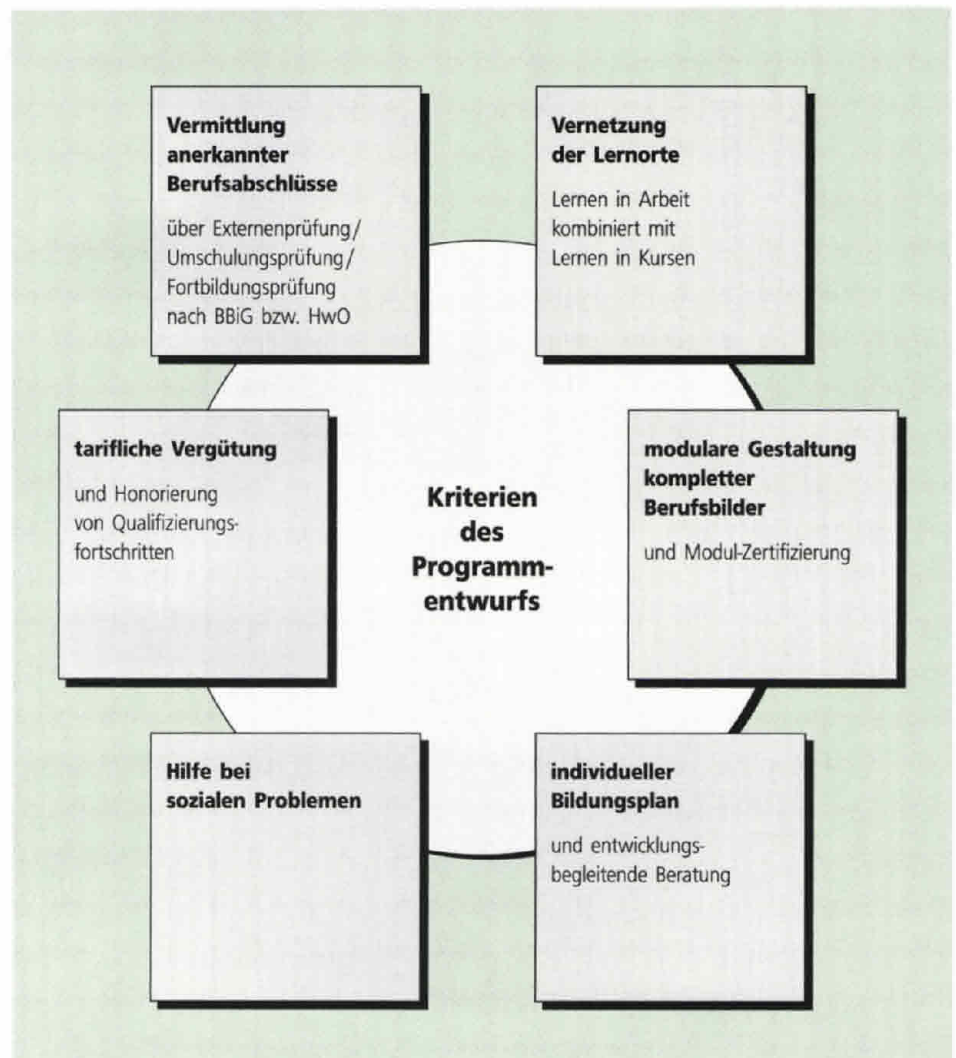 Vermittlung
anerkannter
Berufsabschlüsse
über Externenprüfung/
Umschulungsprüfung/
Fortbildungsprüfung
nach BBiG bzw. HwO
Vernetzung
der Lernorte
Lernen in Arbeit
kombiniert mit
Lernen in Kursen
tarifliche Vergütung
und Honorierung
von Qualifizierungs-
fortschritten
Kriterien
des
Programm-
entwurfs
modulare Gestaltung
kompletter
Berufsbilder
und Modul-Zertifizierung
Hilfe bei
sozialen Problemen
individueller
Bildungsplan
und entwicklungs-
begleitende Beratung